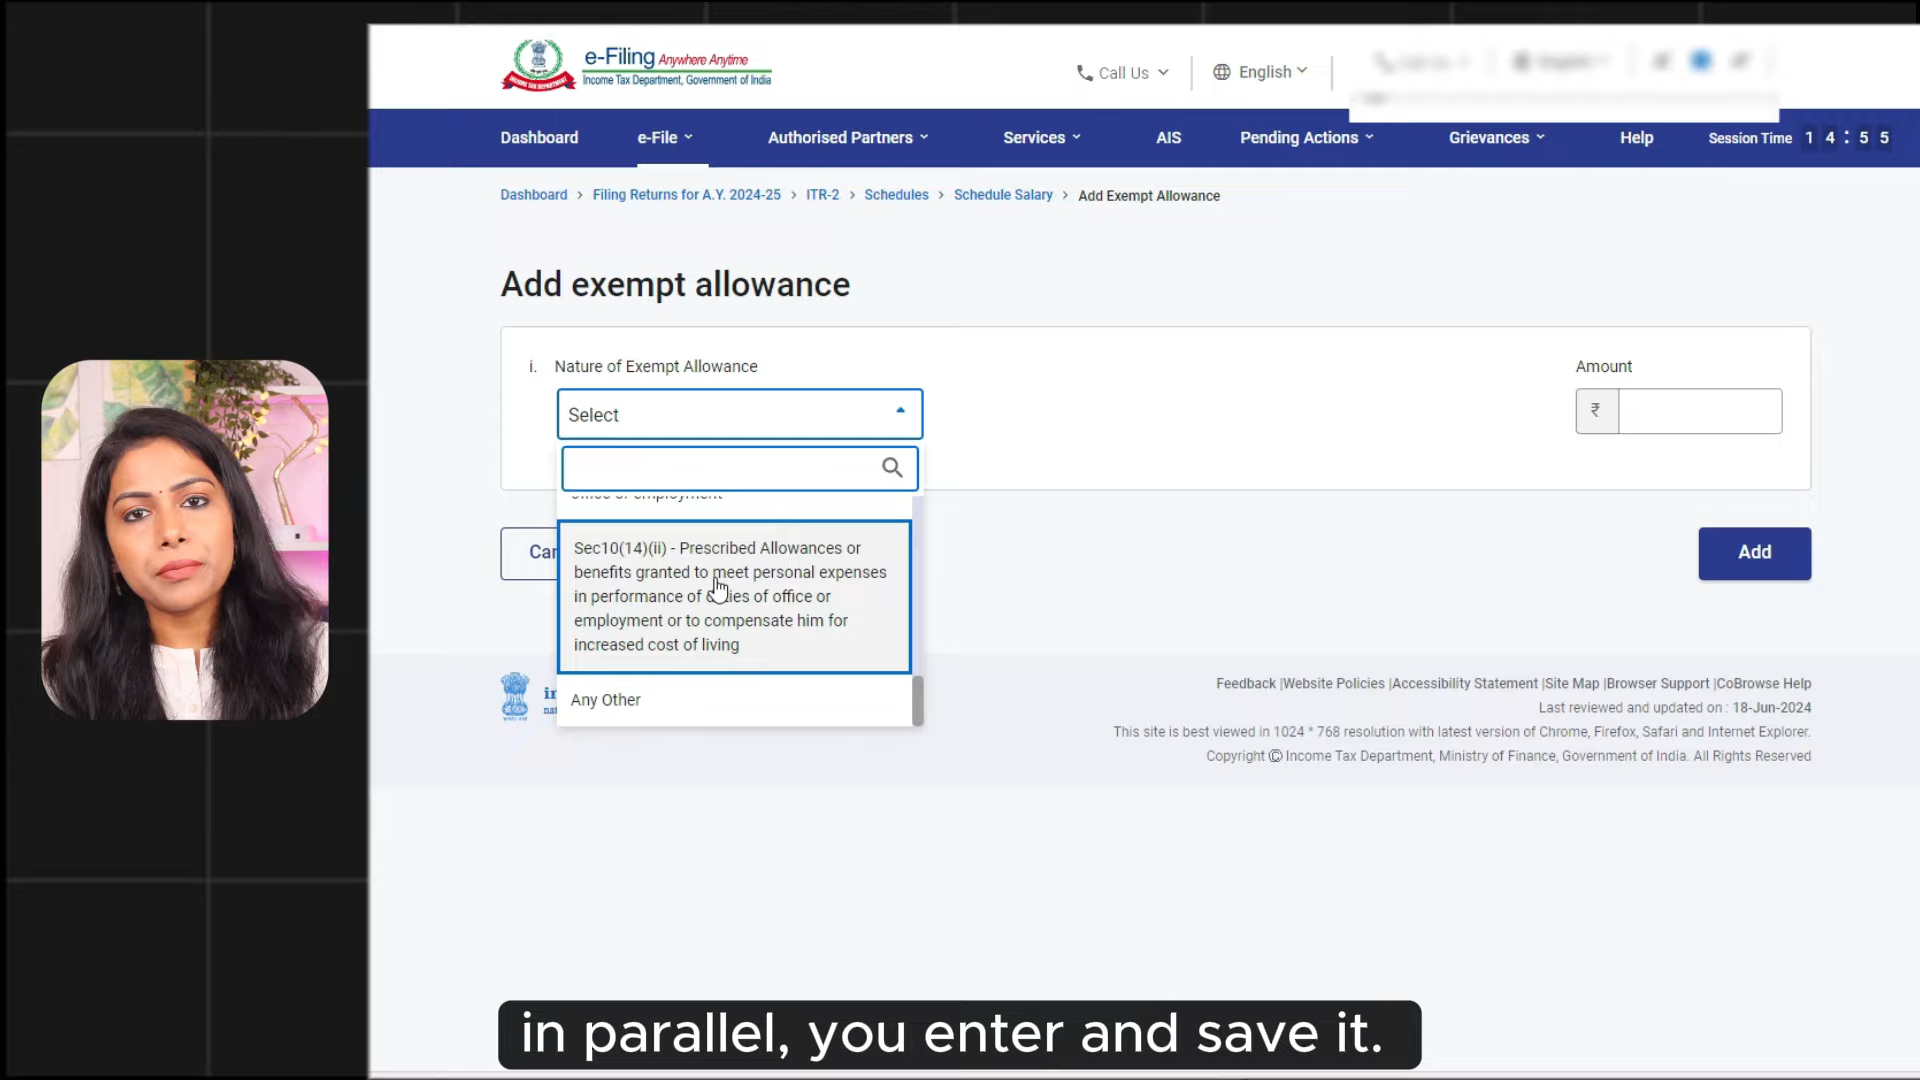 e-Filing Anywhere Anytime
Income Tax Department, Government of India
INCOME TAX DEPARTMENT
Call Us
English
Dashboard e-File Authorised Partners Services AIS Pending Actions Grievances Help Session Time 1 4 : 5 5
Dashboard > Filing Returns for A.Y. 2024-25 > ITR-2 > Schedules > Schedule Salary > Add Exempt Allowance
Add exempt allowance
i. Nature of Exempt Allowance
Amount
Select
₹
Sec10(14)(ii) - Prescribed Allowances or
benefits granted to meet personal expenses
in performance of of office or
employment or to compensate him for
increased cost of living
Any Other
Add
Feedback |Website Policies |Accessibility Statement |Site Map |Browser Support |CoBrowse Help
Last reviewed and updated on : 18-Jun-2024
This site is best viewed in 1024 * 768 resolution with latest version of Chrome, Firefox, Safari and Internet Explorer.
Copyright © Income Tax Department, Ministry of Finance, Government of India. All Rights Reserved
in parallel, you enter and save it.